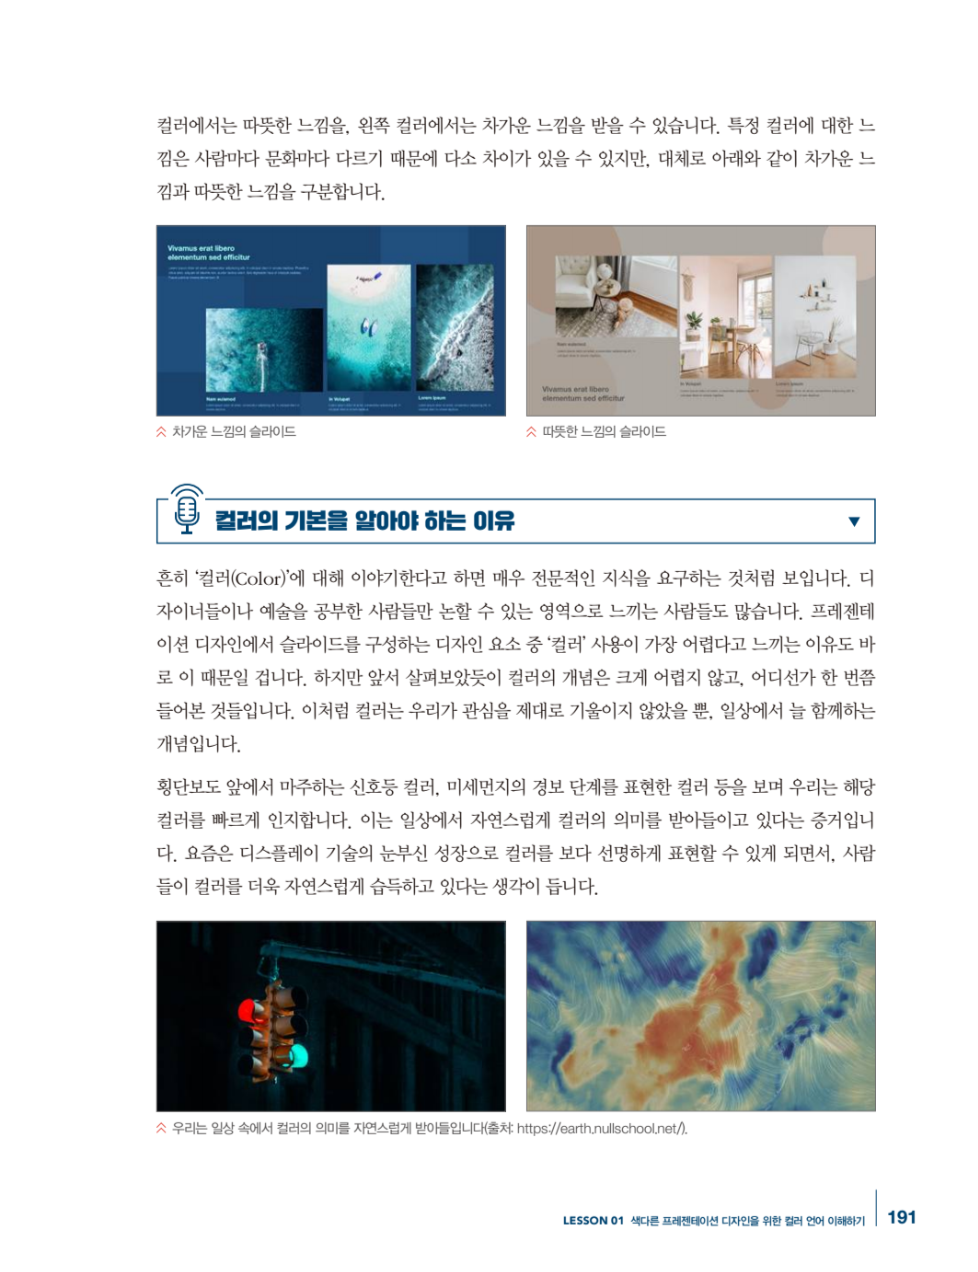 컬러에서는 따뜻한 느낌을, 왼쪽 컬러에서는 차가운 느낌을 받을 수 있습니다. 특정 컬러에 대한 느
낌은 사람마다 문화마다 다르기 때문에 다소 차이가 있을 수 있지만, 대체로 아래와 같이 차가운 느
낌과 따뜻한 느낌을 구분합니다.
Vivamus erat libero
elementum sed efficitur
Nam euismod
In Volupat
Lorem ipsum
Nam euismod
In Volupat
Lorem ipsum
Vivamus erat libero
elementum sed efficitur
차가운 느낌의 슬라이드
따뜻한 느낌의 슬라이드
컬러의 기본을 알아야 하는 이유
흔히 ‘컬러(Color)’에 대해 이야기한다고 하면 매우 전문적인 지식을 요구하는 것처럼 보입니다. 디
자이너들이나 예술을 공부한 사람들만 논할 수 있는 영역으로 느끼는 사람들도 많습니다. 프레젠테
이션 디자인에서 슬라이드를 구성하는 디자인 요소 중 ‘컬러’ 사용이 가장 어렵다고 느끼는 이유도 바
로 이 때문일 겁니다. 하지만 앞서 살펴보았듯이 컬러의 개념은 크게 어렵지 않고, 어디선가 한 번쯤
들어본 것들입니다. 이처럼 컬러는 우리가 관심을 제대로 기울이지 않았을 뿐, 일상에서 늘 함께하는
개념입니다.
횡단보도 앞에서 마주하는 신호등 컬러, 미세먼지의 경보 단계를 표현한 컬러 등을 보며 우리는 해당
컬러를 빠르게 인지합니다. 이는 일상에서 자연스럽게 컬러의 의미를 받아들이고 있다는 증거입니
다. 요즘은 디스플레이 기술의 눈부신 성장으로 컬러를 보다 선명하게 표현할 수 있게 되면서, 사람
들이 컬러를 더욱 자연스럽게 습득하고 있다는 생각이 듭니다.
우리는 일상 속에서 컬러의 의미를 자연스럽게 받아들입니다(출처: https://earth.nullschool.net/).
LESSON 01 색다른 프레젠테이션 디자인을 위한 컬러 언어 이해하기
191